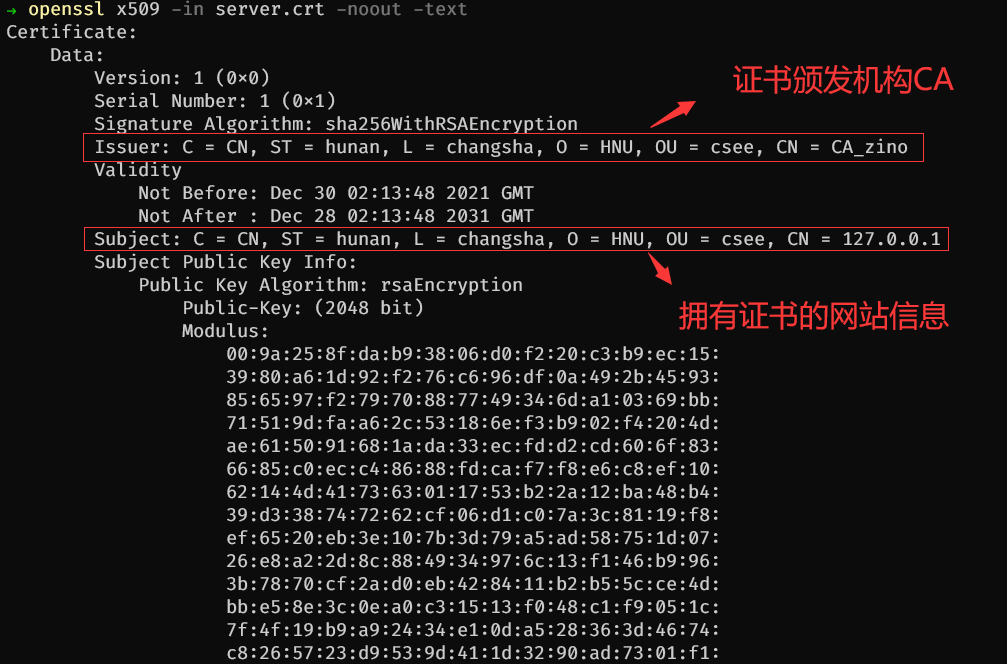 → openssl x509 -in server.crt -noout -text
Certificate:
Data:
Version: 1 (0×0)
Serial Number: 1 (0×1)
Signature Algorithm: sha256WithRSAEncryption
Issuer: C = CN, ST = hunan, L = changsha, O = HNU, OU = csee, CN = CA_zino
证书颁发机构CA
Validity
Not Before: Dec 30 02:13:48 2021 GMT
Not After : Dec 28 02:13:48 2031 GMT
Subject: C = CN, ST = hunan, L = changsha, O = HNU, OU = csee, CN = 127.0.0.1
拥有证书的网站信息
Subject Public Key Info:
Public Key Algorithm: rsaEncryption
Public-Key: (2048 bit)
Modulus:
00:9a:25:8f:da:b9:38:06:d0:f2:20:c3:b9:ec:15:
39:80:a6:1d:92:f2:76:c6:96:df:0a:49:2b:45:93:
85:65:97:f2:79:70:88:77:49:34:6d:a1:03:69:bb:
71:51:9d:fa:a6:2c:53:18:6e:f3:b9:02:f4:20:4d:
ae:61:50:91:68:1a:da:33:ec:fd:d2:cd:60:6f:83:
66:85:c0:ec:c4:86:88:fd:ca:f7:f8:e6:c8:ef:10:
62:14:4d:41:73:63:01:17:53:b2:2a:12:ba:48:b4:
39:d3:38:74:72:62:cf:06:d1:c0:7a:3c:81:19:f8:
ef:65:20:eb:3e:10:7b:3d:79:a5:ad:58:75:1d:07:
26:e8:a2:2d:8c:88:49:34:97:6c:13:f1:46:b9:96:
3b:78:70:cf:2a:d0:eb:42:84:11:b2:b5:5c:ce:4d:
bb:e5:8e:3c:0e:a0:c3:15:13:f0:48:c1:f9:05:1c:
7f:4f:19:b9:a9:24:34:e1:0d:a5:28:36:3d:46:74:
c8:26:57:23:d9:53:9d:41:1d:32:90:ad:73:01:f1: